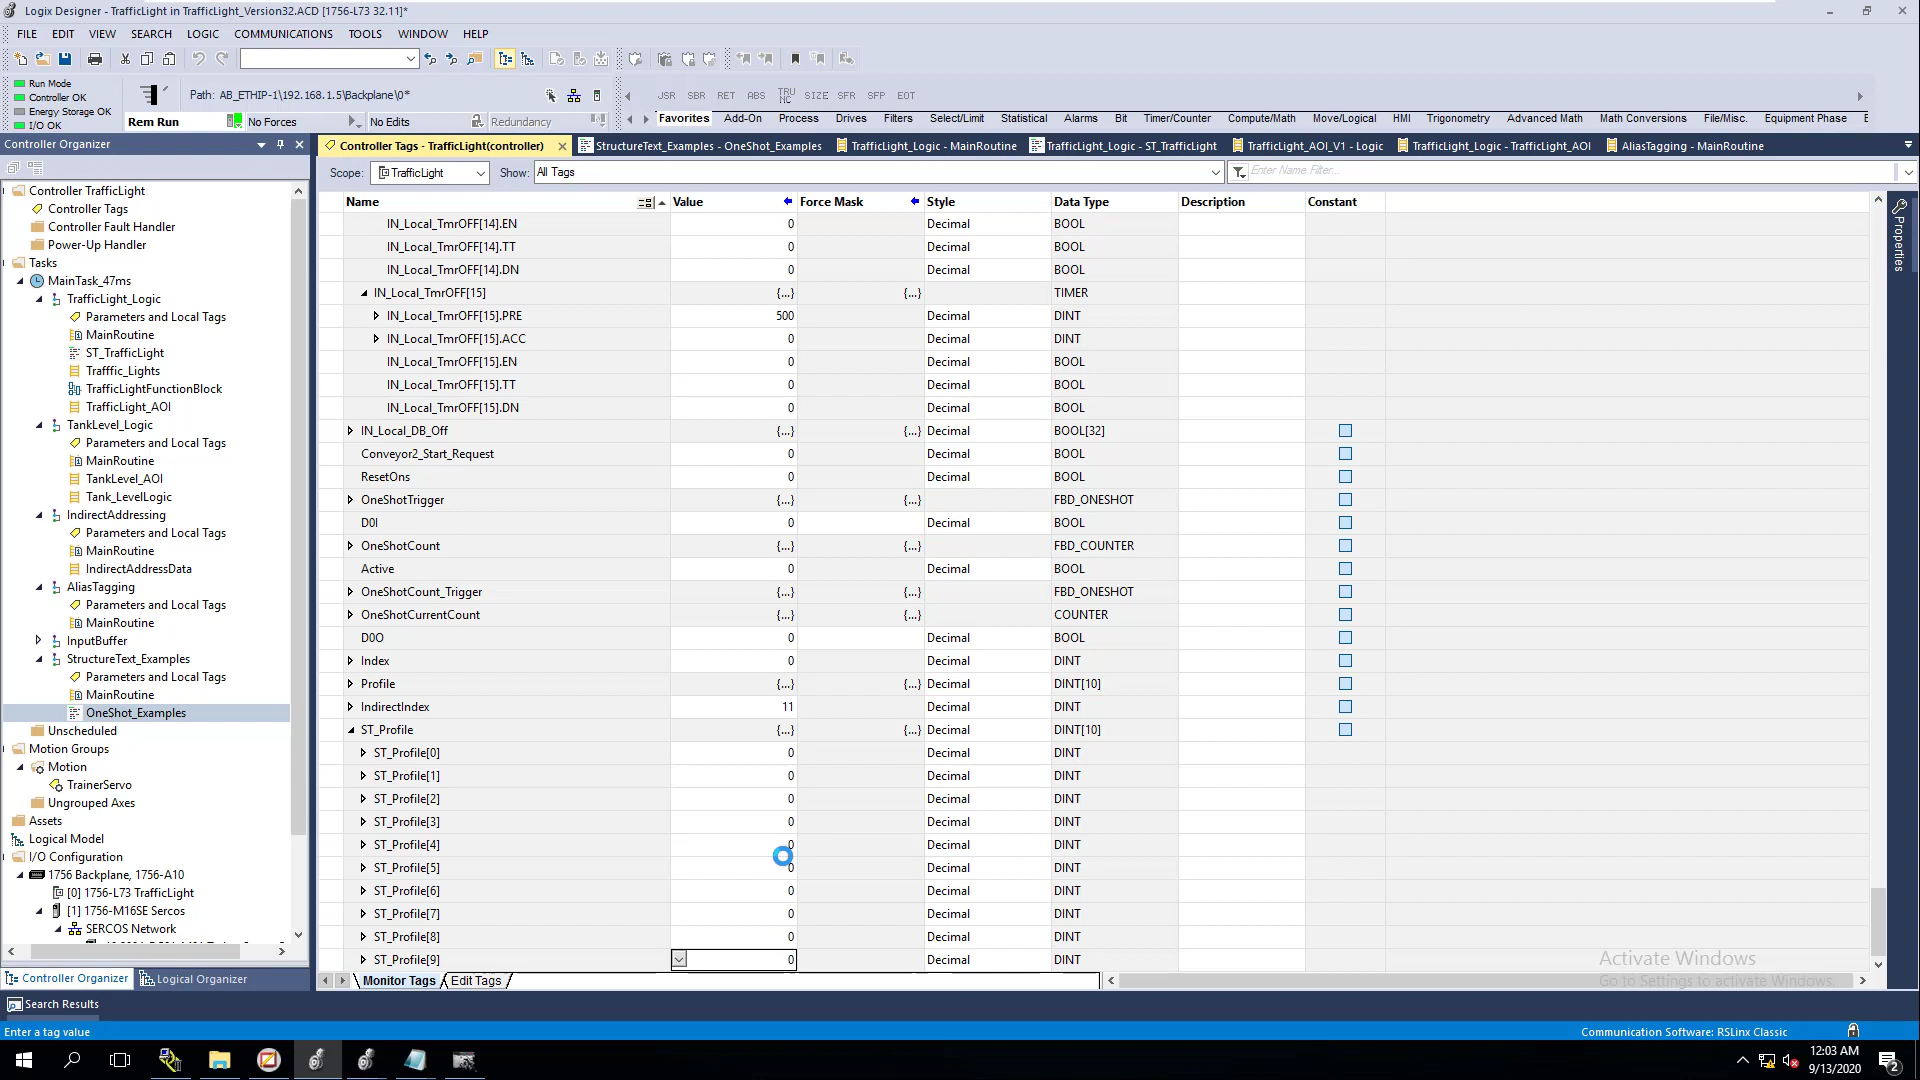 Logix Designer - TrafficLight in TrafficLight_Version32.ACD [1756-L73 32.11]*
FILE EDIT VIEW SEARCH LOGIC COMMUNICATIONS TOOLS WINDOW HELP
Run Mode
Controller OK
Energy Storage OK
I/O OK
Path: AB_ETHIP-1\192.168.1.5\Backplane\0*
Rem Run No Forces No Edits Redundancy
JSR SBR RET ABS TRU NC SIZE SFR SFP EOT
Favorites Add-On Process Drives Filters Select/Limit Statistical Alarms Bit Timer/Counter Compute/Math Move/Logical HMI Trigonometry Advanced Math Math Conversions File/Misc. Equipment Phase E
Controller Organizer
Controller TrafficLight
Controller Tags
Controller Fault Handler
Power-Up Handler
Tasks
MainTask_47ms
TrafficLight_Logic
Parameters and Local Tags
MainRoutine
ST_TrafficLight
Trafffic_Lights
TrafficLightFunctionBlock
TrafficLight_AOI
TankLevel_Logic
Parameters and Local Tags
MainRoutine
TankLevel_AOI
Tank_LevelLogic
IndirectAddressing
Parameters and Local Tags
MainRoutine
IndirectAddressData
AliasTagging
Parameters and Local Tags
MainRoutine
InputBuffer
StructureText_Examples
Parameters and Local Tags
MainRoutine
OneShot_Examples
Unscheduled
Motion Groups
Motion
TrainerServo
Ungrouped Axes
Assets
Logical Model
I/O Configuration
1756 Backplane, 1756-A10
[0] 1756-L73 TrafficLight
[1] 1756-M16SE Sercos
SERCOS Network
Controller Organizer Logical Organizer
Controller Tags - TrafficLight(controller) StructureText_Examples - OneShot_Examples TrafficLight_Logic - MainRoutine TrafficLight_Logic - ST_TrafficLight TrafficLight_AOI_V1 - Logic TrafficLight_Logic - TrafficLight_AOI AliasTagging - MainRoutine
Scope: TrafficLight Show: All Tags Enter Name Filter...
Name Value Force Mask Style Data Type Description Constant
IN_Local_TmrOFF[14].EN 0 Decimal BOOL
IN_Local_TmrOFF[14].TT 0 Decimal BOOL
IN_Local_TmrOFF[14].DN 0 Decimal BOOL
IN_Local_TmrOFF[15] {...} {...} TIMER
IN_Local_TmrOFF[15].PRE 500 Decimal DINT
IN_Local_TmrOFF[15].ACC 0 Decimal DINT
IN_Local_TmrOFF[15].EN 0 Decimal BOOL
IN_Local_TmrOFF[15].TT 0 Decimal BOOL
IN_Local_TmrOFF[15].DN 0 Decimal BOOL
IN_Local_DB_Off {...} {...} Decimal BOOL[32]
Conveyor2_Start_Request 0 Decimal BOOL
ResetOns 0 Decimal BOOL
OneShotTrigger {...} {...} FBD_ONESHOT
D0I 0 Decimal BOOL
OneShotCount {...} {...} FBD_COUNTER
Active 0 Decimal BOOL
OneShotCount_Trigger {...} {...} FBD_ONESHOT
OneShotCurrentCount {...} {...} COUNTER
D0O 0 Decimal BOOL
Index 0 Decimal DINT
Profile {...} {...} Decimal DINT[10]
IndirectIndex 11 Decimal DINT
ST_Profile {...} {...} Decimal DINT[10]
ST_Profile[0] 0 Decimal DINT
ST_Profile[1] 0 Decimal DINT
ST_Profile[2] 0 Decimal DINT
ST_Profile[3] 0 Decimal DINT
ST_Profile[4] 0 Decimal DINT
ST_Profile[5] 0 Decimal DINT
ST_Profile[6] 0 Decimal DINT
ST_Profile[7] 0 Decimal DINT
ST_Profile[8] 0 Decimal DINT
ST_Profile[9] 0 Decimal DINT
Monitor Tags Edit Tags
Properties
Activate Windows
Go to Settings to activate Windows.
Search Results
Enter a tag value
Communication Software: RSLinx Classic
12:03 AM
9/13/2020
2